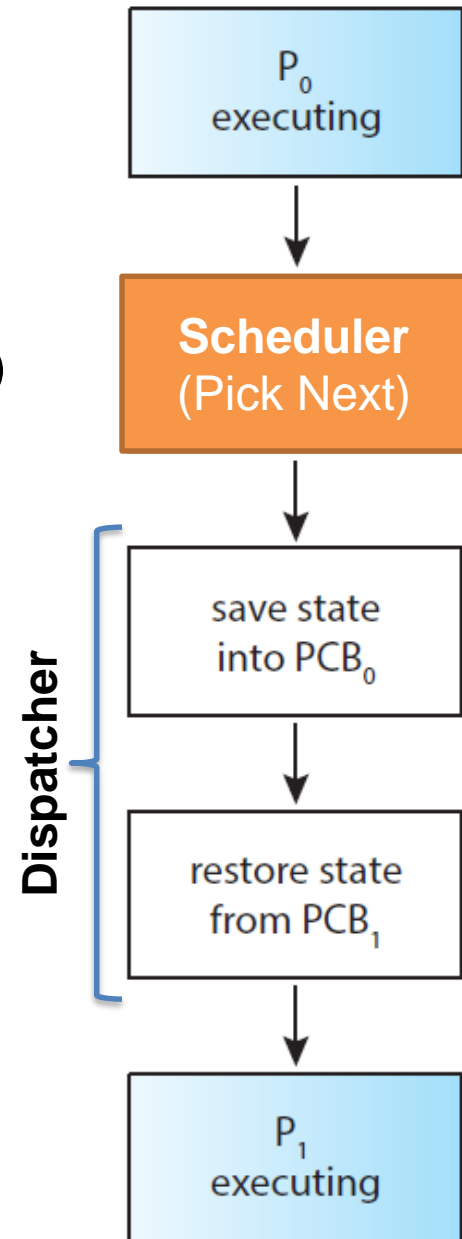 P₀
executing
Scheduler
(Pick Next)
)
Dispatcher
save state
into PCB₀
restore state
from PCB₁
P₁
executing